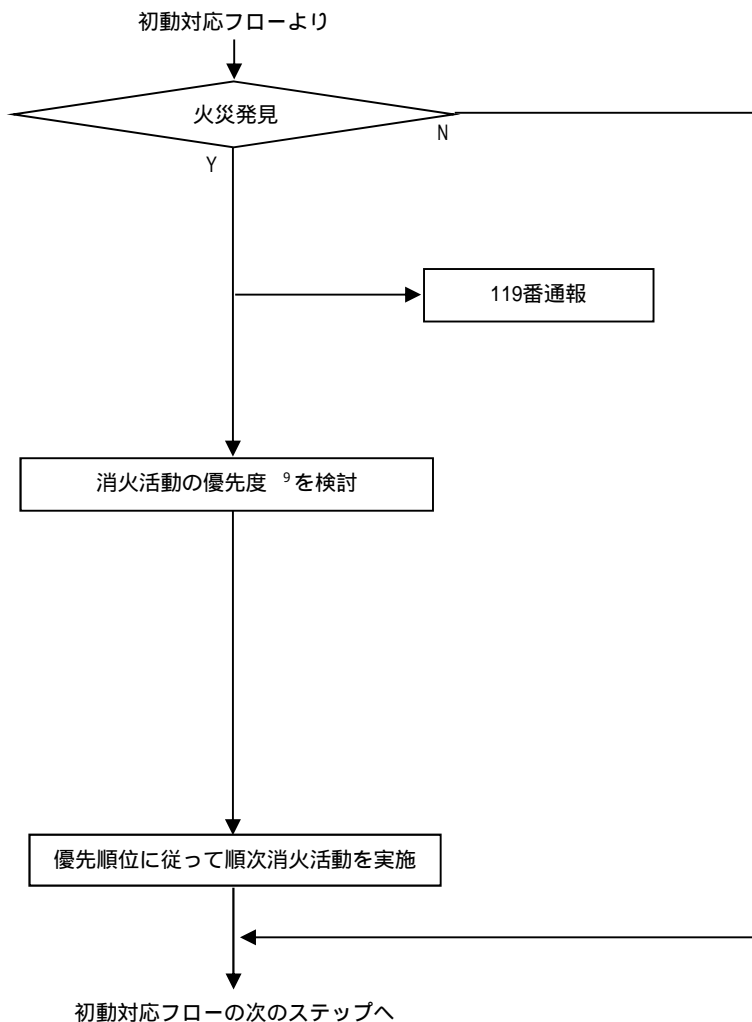 初動対応フローより
火災発見
N
Y
119番通報
消火活動の優先度 9を検討
優先順位に従って順次消火活動を実施
初動対応フローの次のステップへ